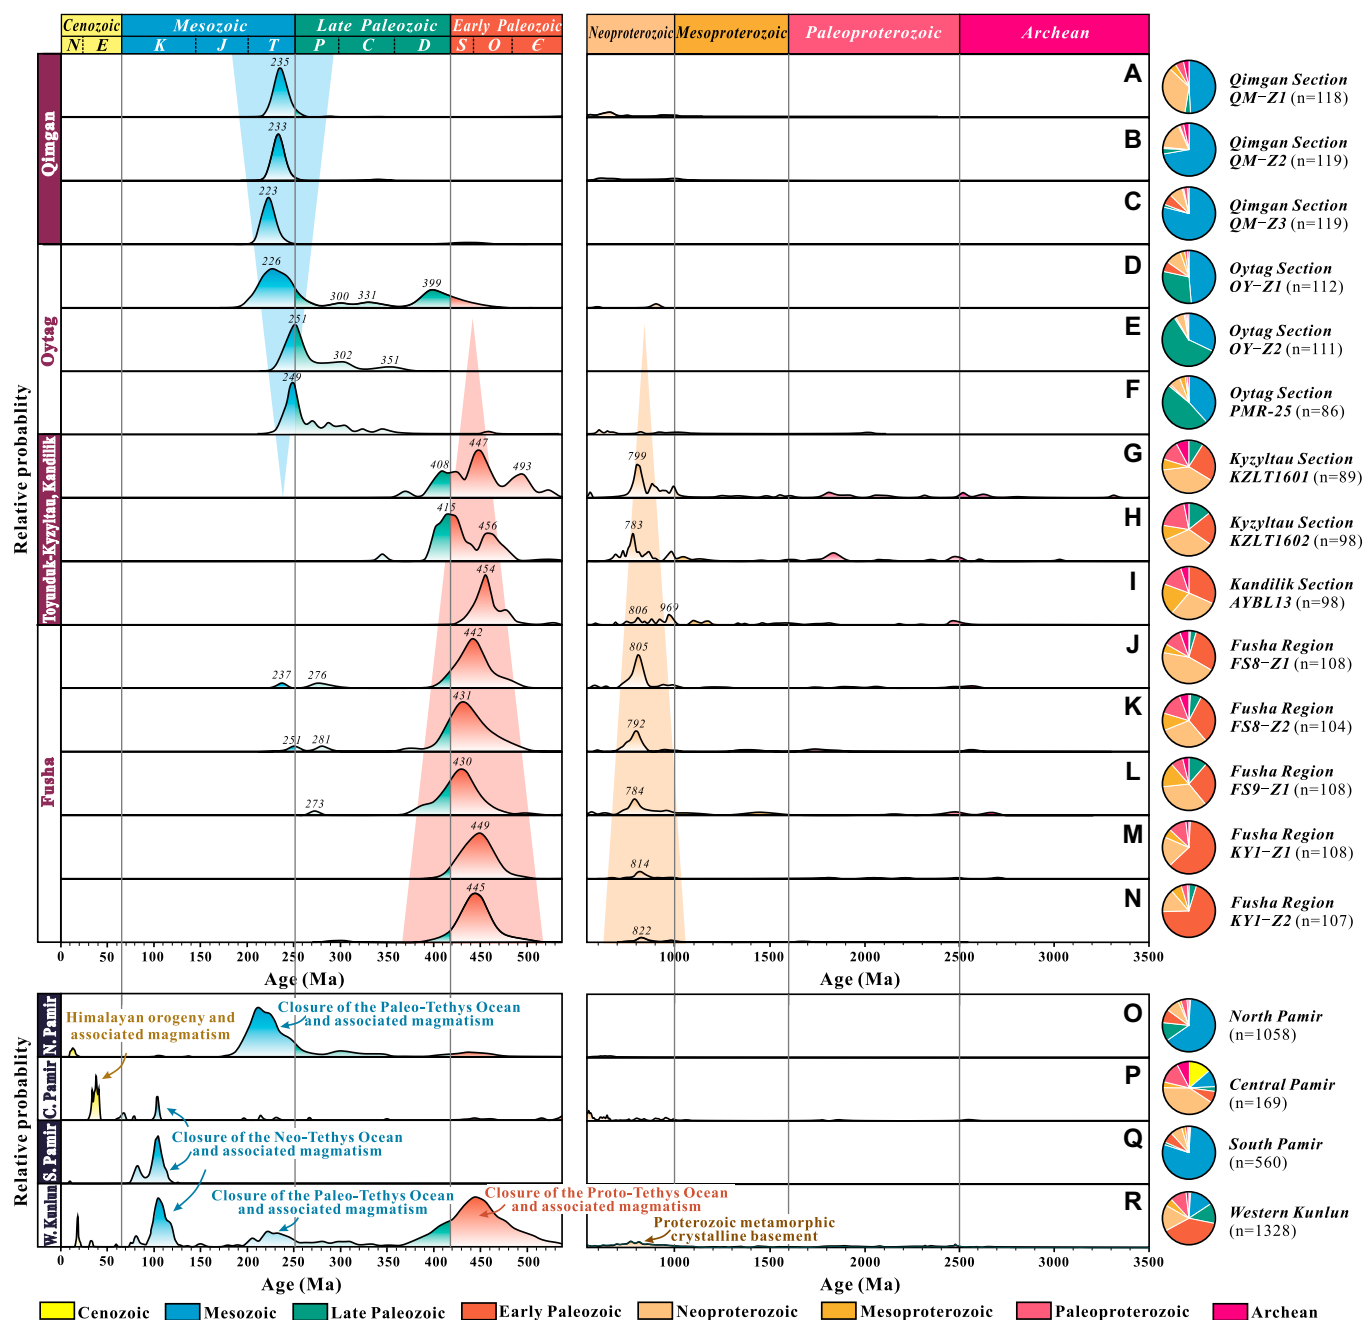 Cenozoic Mesozoic Late Paleozoic Early Paleozoic Neoproterozoic Mesoproterozoic Paleoproterozoic Archean
N E K J T P C D S O Є
Relative probablity
Qimgan
235
A
Qimgan Section
QM-Z1 (n=118)
233
B
Qimgan Section
QM-Z2 (n=119)
223
C
Qimgan Section
QM-Z3 (n=119)
Oytag
226 300 331 399
D
Oytag Section
OY-Z1 (n=112)
251 302 351
E
Oytag Section
OY-Z2 (n=111)
249
F
Oytag Section
PMR-25 (n=86)
Toyunduk-Kyzyltau, Kandilik
408 447 493 799
G
Kyzyltau Section
KZLT1601 (n=89)
415 456 783
H
Kyzyltau Section
KZLT1602 (n=98)
454 806 969
I
Kandilik Section
AYBL13 (n=98)
Fusha
237 276 442 805
J
Fusha Region
FS8-Z1 (n=108)
251 281 431 792
K
Fusha Region
FS8-Z2 (n=104)
273 430 784
L
Fusha Region
FS9-Z1 (n=108)
449 814
M
Fusha Region
KY1-Z1 (n=108)
445 822
N
Fusha Region
KY1-Z2 (n=107)
0 50 100 150 200 250 300 350 400 450 500 1000 1500 2000 2500 3000 3500
Age (Ma) Age (Ma)
Relative probablity
N. Pamir
Himalayan orogeny and
associated magmatism
Closure of the Paleo-Tethys Ocean
and associated magmatism
O
North Pamir
(n=1058)
C. Pamir
P
Central Pamir
(n=169)
S. Pamir
Closure of the Neo-Tethys Ocean
and associated magmatism
Q
South Pamir
(n=560)
W. Kunlun
Closure of the Paleo-Tethys Ocean
and associated magmatism
Closure of the Proto-Tethys Ocean
and associated magmatism
Proterozoic metamorphic
crystalline basement
R
Western Kunlun
(n=1328)
0 50 100 150 200 250 300 350 400 450 500 1000 1500 2000 2500 3000 3500
Age (Ma) Age (Ma)
Cenozoic Mesozoic Late Paleozoic Early Paleozoic Neoproterozoic Mesoproterozoic Paleoproterozoic Archean